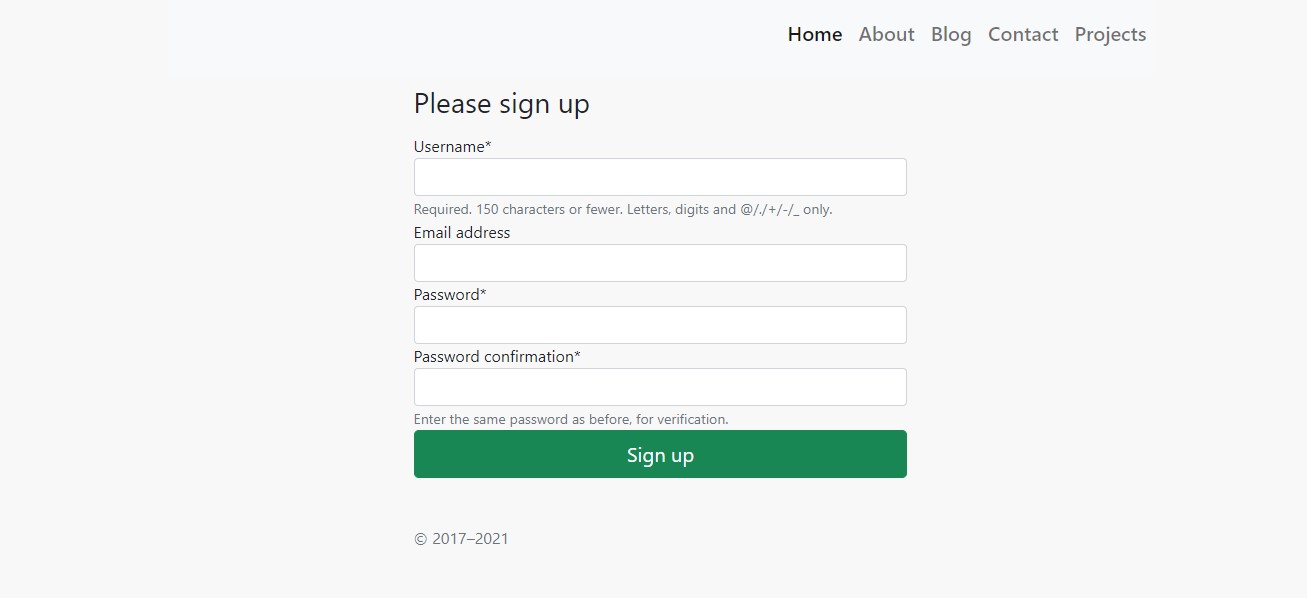 Home About Blog Contact Projects
Please sign up
Username*
Required. 150 characters or fewer. Letters, digits and @/./+/-/_ only.
Email address
Password*
Password confirmation*
Enter the same password as before, for verification.
Sign up
© 2017–2021